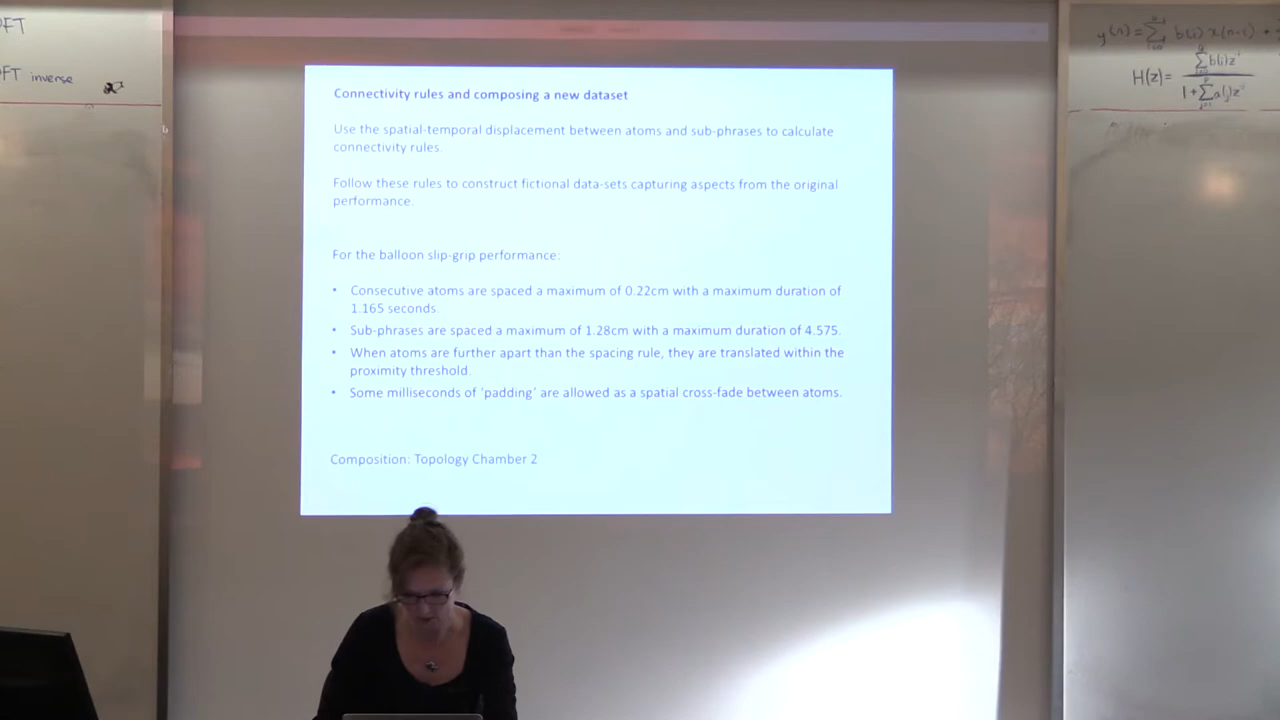 DFT
DFT inverse
Connectivity rules and composing a new dataset
Use the spatial-temporal displacement between atoms and sub-phrases to calculate
connectivity rules.
Follow these rules to construct fictional data-sets capturing aspects from the original
performance.
For the balloon slip-grip performance:
• Consecutive atoms are spaced a maximum of 0.22cm with a maximum duration of
1.165 seconds.
• Sub-phrases are spaced a maximum of 1.28cm with a maximum duration of 4.575.
• When atoms are further apart than the spacing rule, they are translated within the
proximity threshold.
• Some milliseconds of ‘padding’ are allowed as a spatial cross-fade between atoms.
Composition: Topology Chamber 2
y(n) = ∑ b(i) x(n-i) +
H(z) =